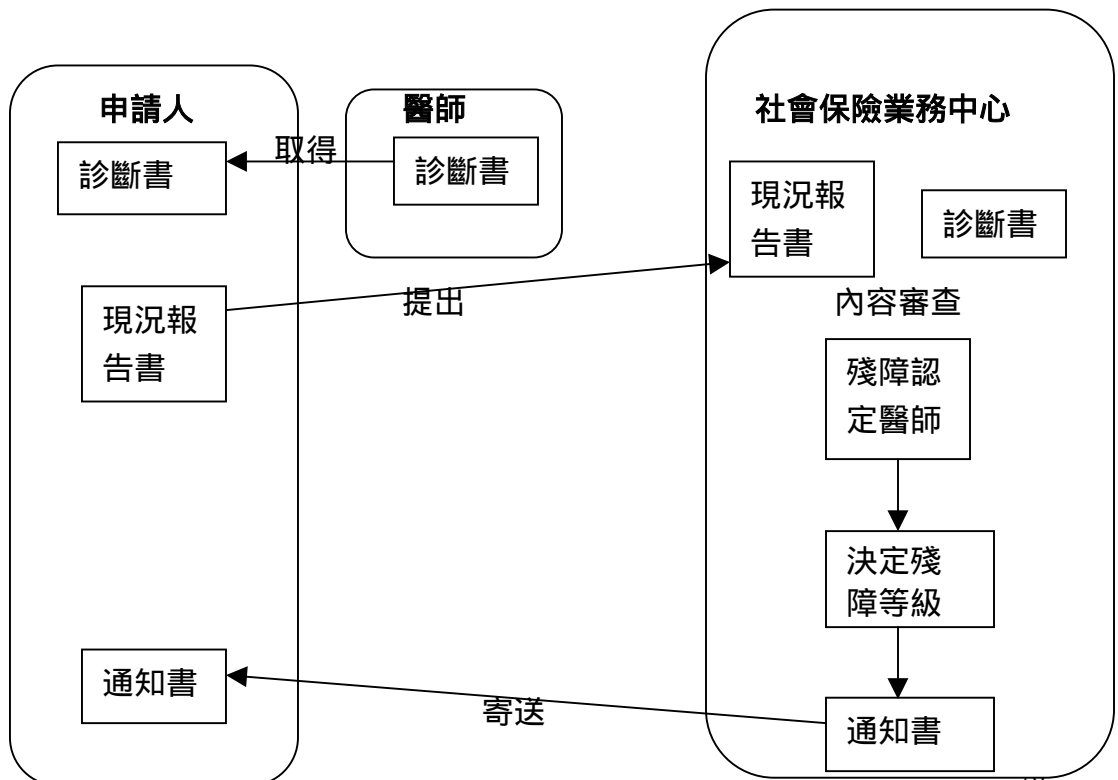 申請人
診斷書
現況報
告書
通知書
取得
醫師
診斷書
提出
寄送
社會保險業務中心
現況報
告書
診斷書
內容審查
殘障認
定醫師
決定殘
障等級
通知書